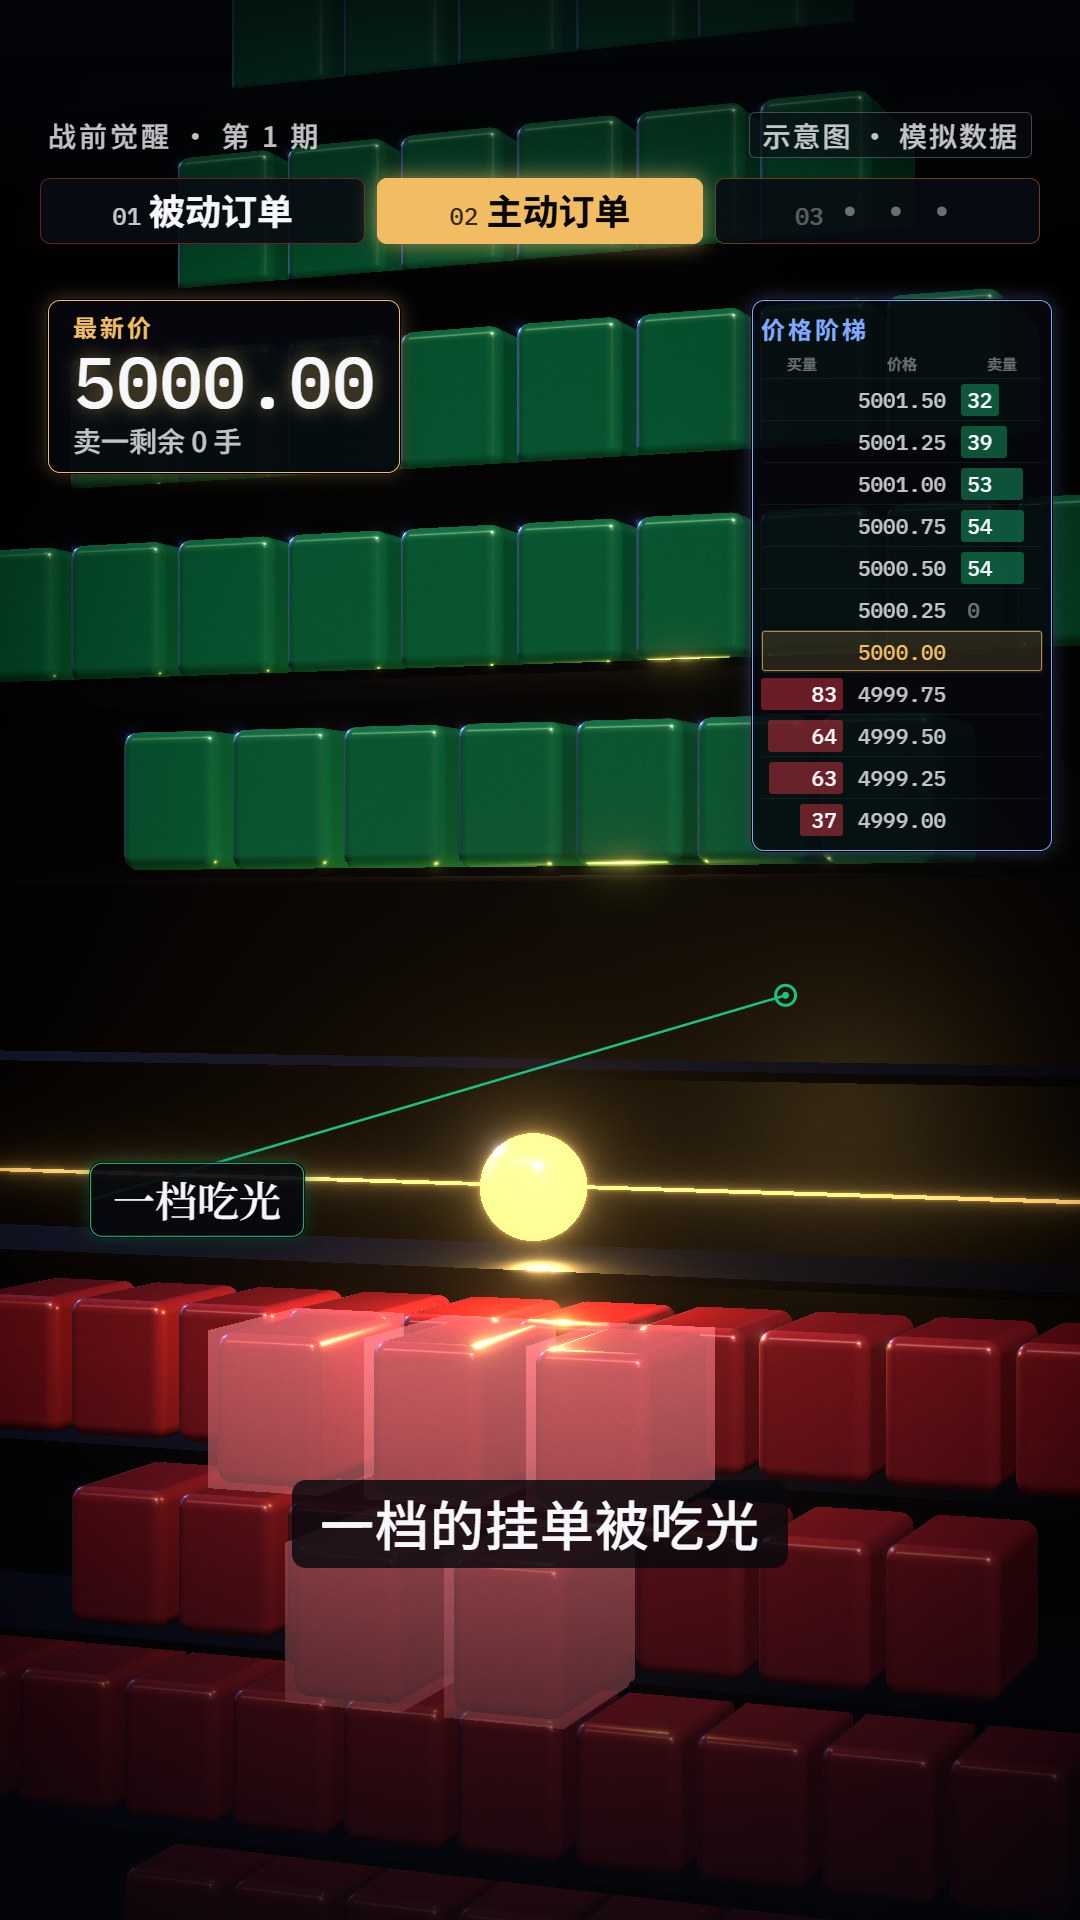 战前觉醒 · 第 1 期
示意图 · 模拟数据
01 被动订单
02 主动订单
03 • • •
最新价
5000.00
卖一剩余 0 手
价格阶梯
买量 价格 卖量
5001.50 32
5001.25 39
5001.00 53
5000.75 54
5000.50 54
5000.25 0
5000.00
83 4999.75
64 4999.50
63 4999.25
37 4999.00
一档吃光
一档的挂单被吃光